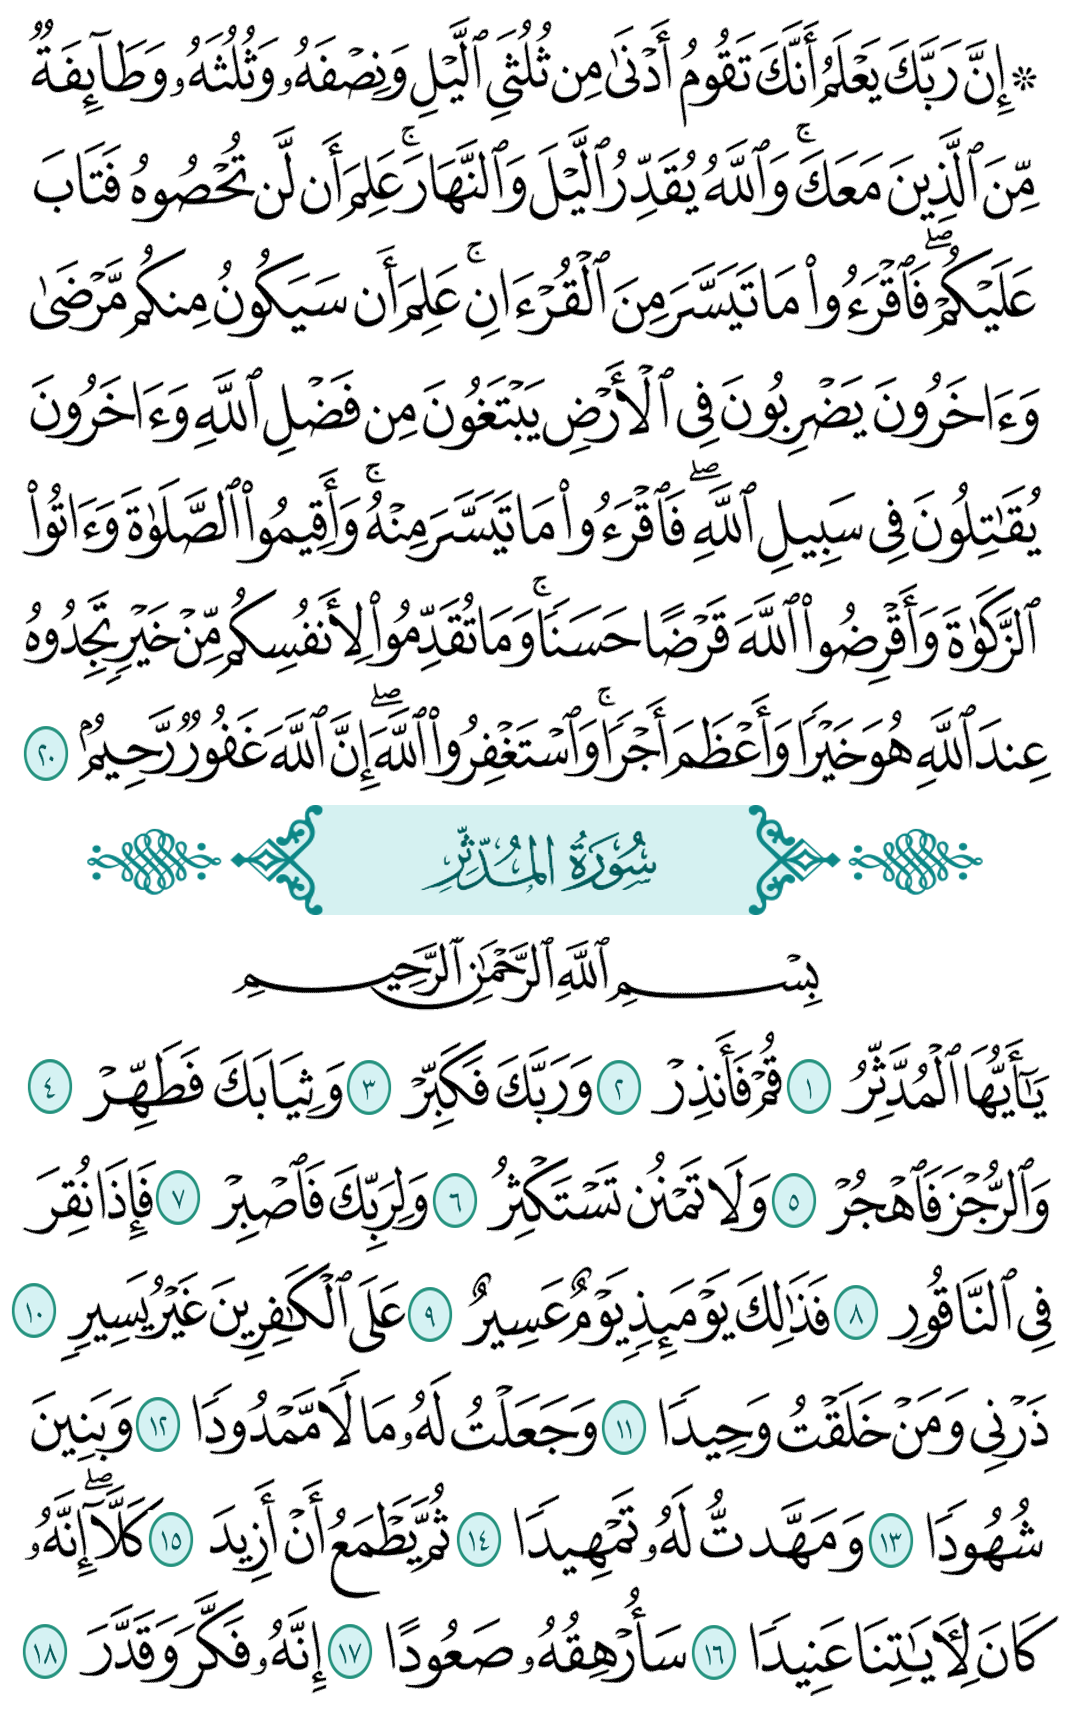 ۞ إِنَّ رَبَّكَ يَعْلَمُ أَنَّكَ تَقُومُ أَدْنَىٰ مِن ثُلُثَيِ ٱلَّيْلِ وَنِصْفَهُۥ وَثُلُثَهُۥ وَطَآئِفَةٌ
مِّنَ ٱلَّذِينَ مَعَكَۚ وَٱللَّهُ يُقَدِّرُ ٱلَّيْلَ وَٱلنَّهَارَۚ عَلِمَ أَن لَّن تُحْصُوهُ فَتَابَ
عَلَيْكُمْۖ فَٱقْرَءُوا۟ مَا تَيَسَّرَ مِنَ ٱلْقُرْءَانِۚ عَلِمَ أَن سَيَكُونُ مِنكُم مَّرْضَىٰ
وَءَاخَرُونَ يَضْرِبُونَ فِى ٱلْأَرْضِ يَبْتَغُونَ مِن فَضْلِ ٱللَّهِ وَءَاخَرُونَ
يُقَـٰتِلُونَ فِى سَبِيلِ ٱللَّهِۖ فَٱقْرَءُوا۟ مَا تَيَسَّرَ مِنْهُۚ وَأَقِيمُوا۟ ٱلصَّلَوٰةَ وَءَاتُوا۟
ٱلزَّكَوٰةَ وَأَقْرِضُوا۟ ٱللَّهَ قَرْضًا حَسَنًاۚ وَمَا تُقَدِّمُوا۟ لِأَنفُسِكُم مِّنْ خَيْرٍ تَجِدُوهُ
عِندَ ٱللَّهِ هُوَ خَيْرًا وَأَعْظَمَ أَجْرًاۚ وَٱسْتَغْفِرُوا۟ ٱللَّهَۖ إِنَّ ٱللَّهَ غَفُورٌ رَّحِيمٌۢ ٢٠
سُورَةُ المُدَّثِّرِ
بِسْمِ ٱللَّهِ ٱلرَّحْمَـٰنِ ٱلرَّحِيمِ
يَـٰٓأَيُّهَا ٱلْمُدَّثِّرُ ١ قُمْ فَأَنذِرْ ٢ وَرَبَّكَ فَكَبِّرْ ٣ وَثِيَابَكَ فَطَهِّرْ ٤
وَٱلرُّجْزَ فَٱهْجُرْ ٥ وَلَا تَمْنُن تَسْتَكْثِرُ ٦ وَلِرَبِّكَ فَٱصْبِرْ ٧ فَإِذَا نُقِرَ
فِى ٱلنَّاقُورِ ٨ فَذَٰلِكَ يَوْمَئِذٍ يَوْمٌ عَسِيرٌ ٩ عَلَى ٱلْكَـٰفِرِينَ غَيْرُ يَسِيرٍ ١٠
ذَرْنِى وَمَنْ خَلَقْتُ وَحِيدًا ١١ وَجَعَلْتُ لَهُۥ مَالًا مَّمْدُودًا ١٢ وَبَنِينَ
شُهُودًا ١٣ وَمَهَّدتُّ لَهُۥ تَمْهِيدًا ١٤ ثُمَّ يَطْمَعُ أَنْ أَزِيدَ ١٥ كَلَّآۖ إِنَّهُۥ
كَانَ لِـَٔايَـٰتِنَا عَنِيدًا ١٦ سَأُرْهِقُهُۥ صَعُودًا ١٧ إِنَّهُۥ فَكَّرَ وَقَدَّرَ ١٨